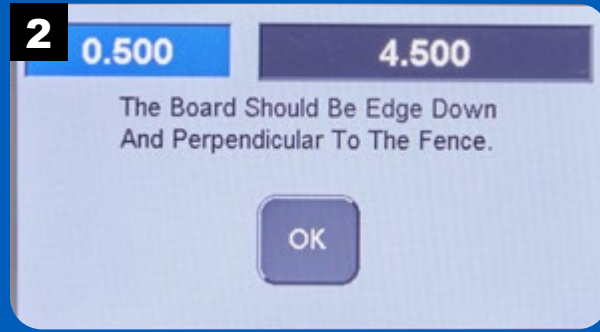 2
0.500 4.500
The Board Should Be Edge Down
And Perpendicular To The Fence.
OK